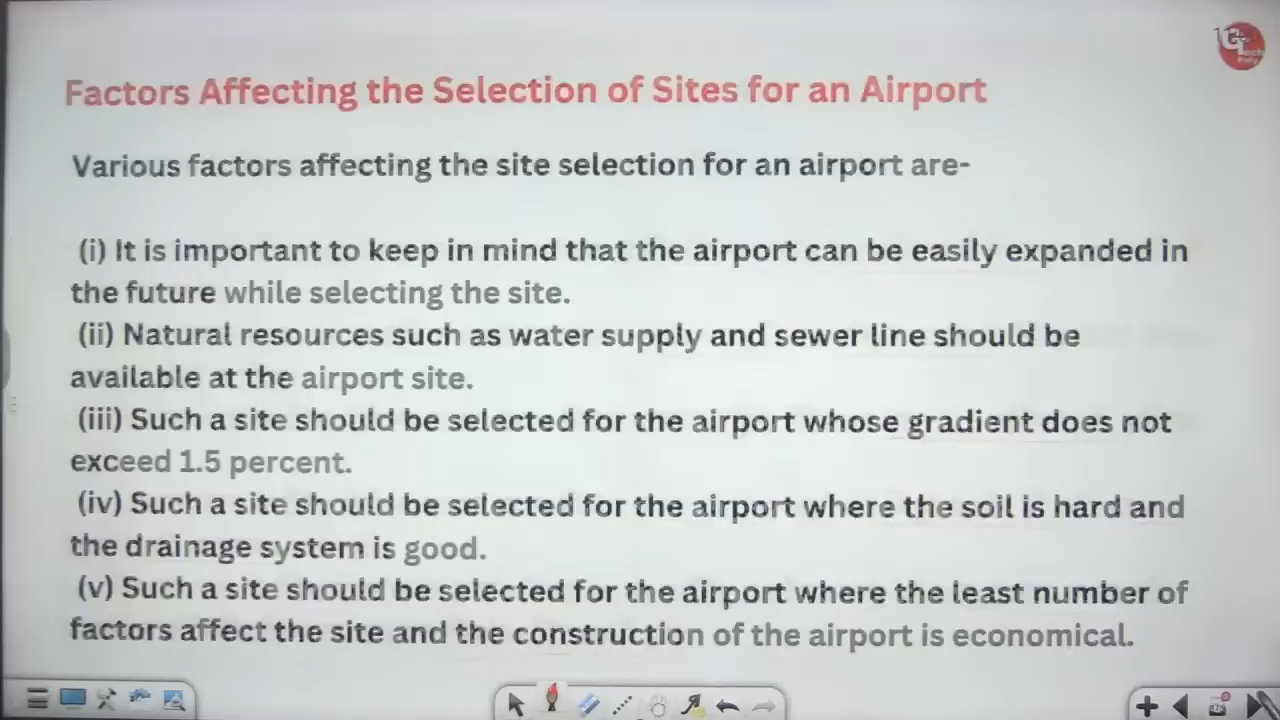 GTech
Poly
Factors Affecting the Selection of Sites for an Airport
Various factors affecting the site selection for an airport are-
(i) It is important to keep in mind that the airport can be easily expanded in
the future while selecting the site.
(ii) Natural resources such as water supply and sewer line should be
available at the airport site.
(iii) Such a site should be selected for the airport whose gradient does not
exceed 1.5 percent.
(iv) Such a site should be selected for the airport where the soil is hard and
the drainage system is good.
(v) Such a site should be selected for the airport where the least number of
factors affect the site and the construction of the airport is economical.